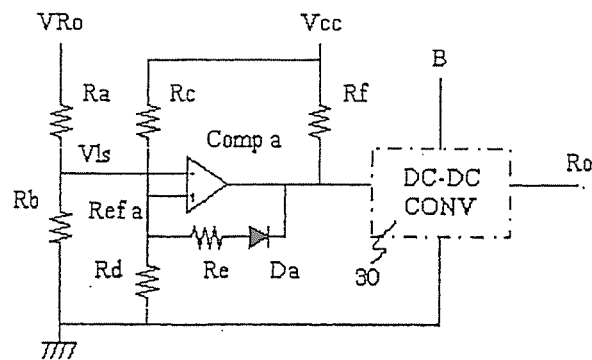 VRo
Vcc
B
Ra
Rc
Rf
Comp a
Vls
DC-DC
CONV
Ro
Rb
Ref a
Rd
Re
Da
30